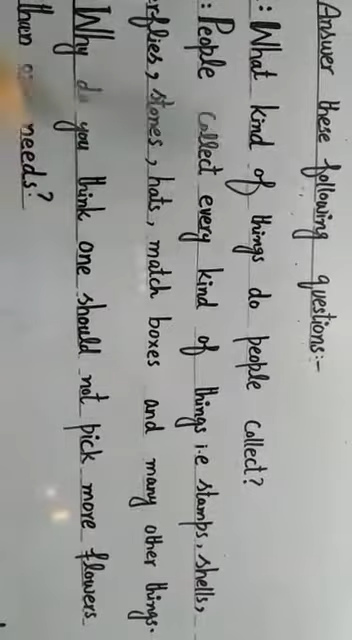 Answer these following questions:-
: What kind of things do people collect?
: People collect every kind of things i.e stamps, shells,
erflies, stones, hats, match boxes and many other things.
Why do you think one should not pick more flowers
than needs?